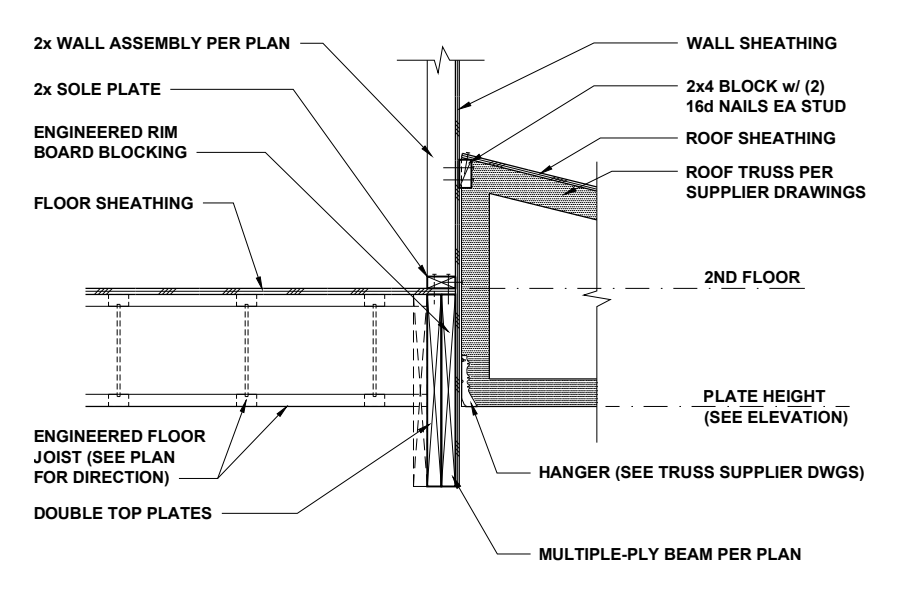 2x WALL ASSEMBLY PER PLAN
2x SOLE PLATE
ENGINEERED RIM
BOARD BLOCKING
FLOOR SHEATHING
ENGINEERED FLOOR
JOIST (SEE PLAN
FOR DIRECTION)
DOUBLE TOP PLATES
WALL SHEATHING
2x4 BLOCK w/ (2)
16d NAILS EA STUD
ROOF SHEATHING
ROOF TRUSS PER
SUPPLIER DRAWINGS
2ND FLOOR
PLATE HEIGHT
(SEE ELEVATION)
HANGER (SEE TRUSS SUPPLIER DWGS)
MULTIPLE-PLY BEAM PER PLAN